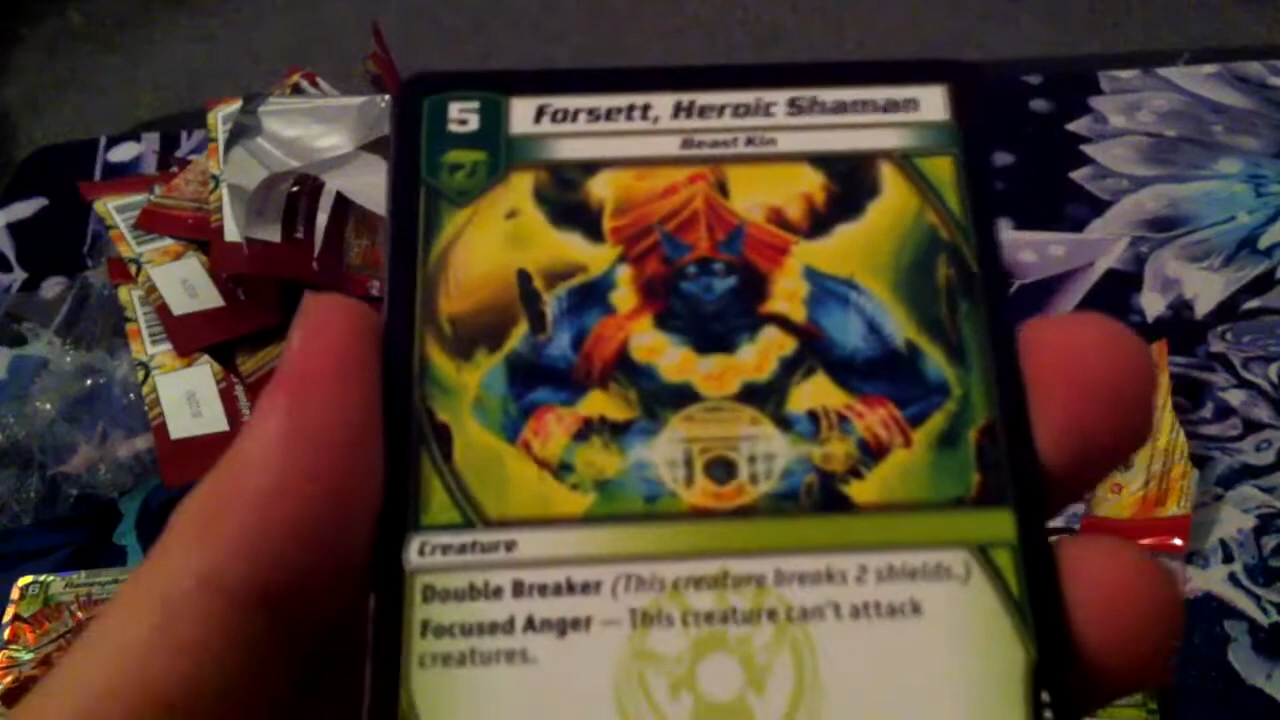 5
Forsett, Heroic Shaman
Beast Kin
Creature
Double Breaker (This creature breaks 2 shields.)
Focused Anger — This creature can't attack
creatures.
6